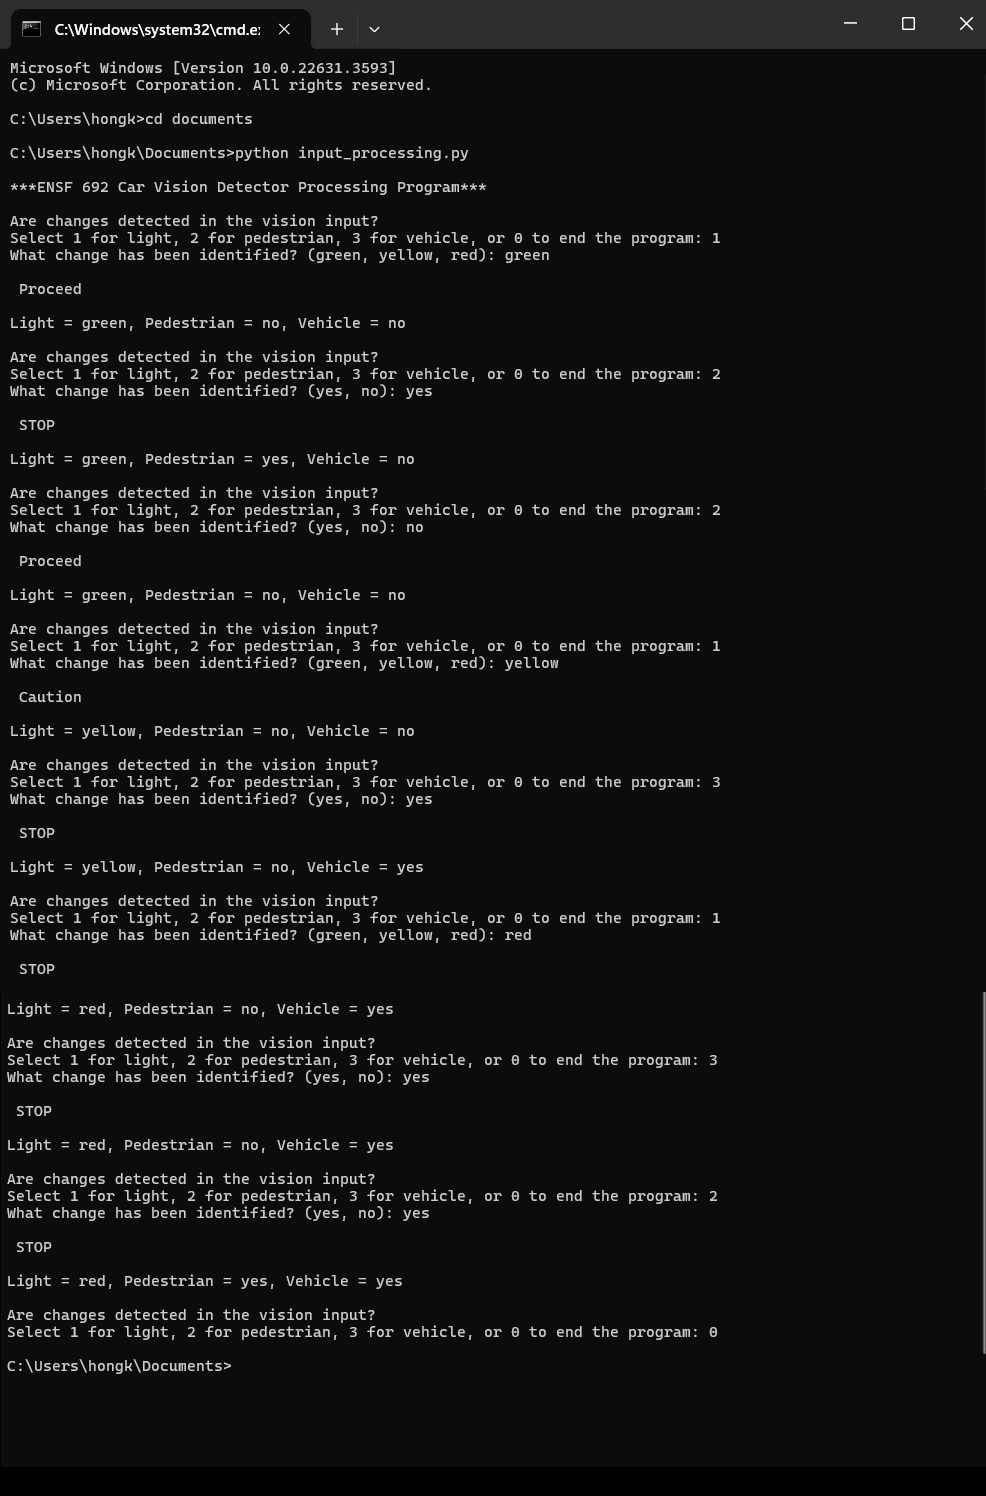 C:\Windows\system32\cmd.e
Microsoft Windows [Version 10.0.22631.3593]
(c) Microsoft Corporation. All rights reserved.
C:\Users\hongk>cd documents
C:\Users\hongk\Documents>python input_processing.py
***ENSF 692 Car Vision Detector Processing Program***
Are changes detected in the vision input?
Select 1 for light, 2 for pedestrian, 3 for vehicle, or 0 to end the program: 1
What change has been identified? (green, yellow, red): green
Proceed
Light = green, Pedestrian = no, Vehicle = no
Are changes detected in the vision input?
Select 1 for light, 2 for pedestrian, 3 for vehicle, or 0 to end the program: 2
What change has been identified? (yes, no): yes
STOP
Light = green, Pedestrian = yes, Vehicle = no
Are changes detected in the vision input?
Select 1 for light, 2 for pedestrian, 3 for vehicle, or 0 to end the program: 2
What change has been identified? (yes, no): no
Proceed
Light = green, Pedestrian = no, Vehicle = no
Are changes detected in the vision input?
Select 1 for light, 2 for pedestrian, 3 for vehicle, or 0 to end the program: 1
What change has been identified? (green, yellow, red): yellow
Caution
Light = yellow, Pedestrian = no, Vehicle = no
Are changes detected in the vision input?
Select 1 for light, 2 for pedestrian, 3 for vehicle, or 0 to end the program: 3
What change has been identified? (yes, no): yes
STOP
Light = yellow, Pedestrian = no, Vehicle = yes
Are changes detected in the vision input?
Select 1 for light, 2 for pedestrian, 3 for vehicle, or 0 to end the program: 1
What change has been identified? (green, yellow, red): red
STOP
Light = red, Pedestrian = no, Vehicle = yes
Are changes detected in the vision input?
Select 1 for light, 2 for pedestrian, 3 for vehicle, or 0 to end the program: 3
What change has been identified? (yes, no): yes
STOP
Light = red, Pedestrian = no, Vehicle = yes
Are changes detected in the vision input?
Select 1 for light, 2 for pedestrian, 3 for vehicle, or 0 to end the program: 2
What change has been identified? (yes, no): yes
STOP
Light = red, Pedestrian = yes, Vehicle = yes
Are changes detected in the vision input?
Select 1 for light, 2 for pedestrian, 3 for vehicle, or 0 to end the program: 0
C:\Users\hongk\Documents>